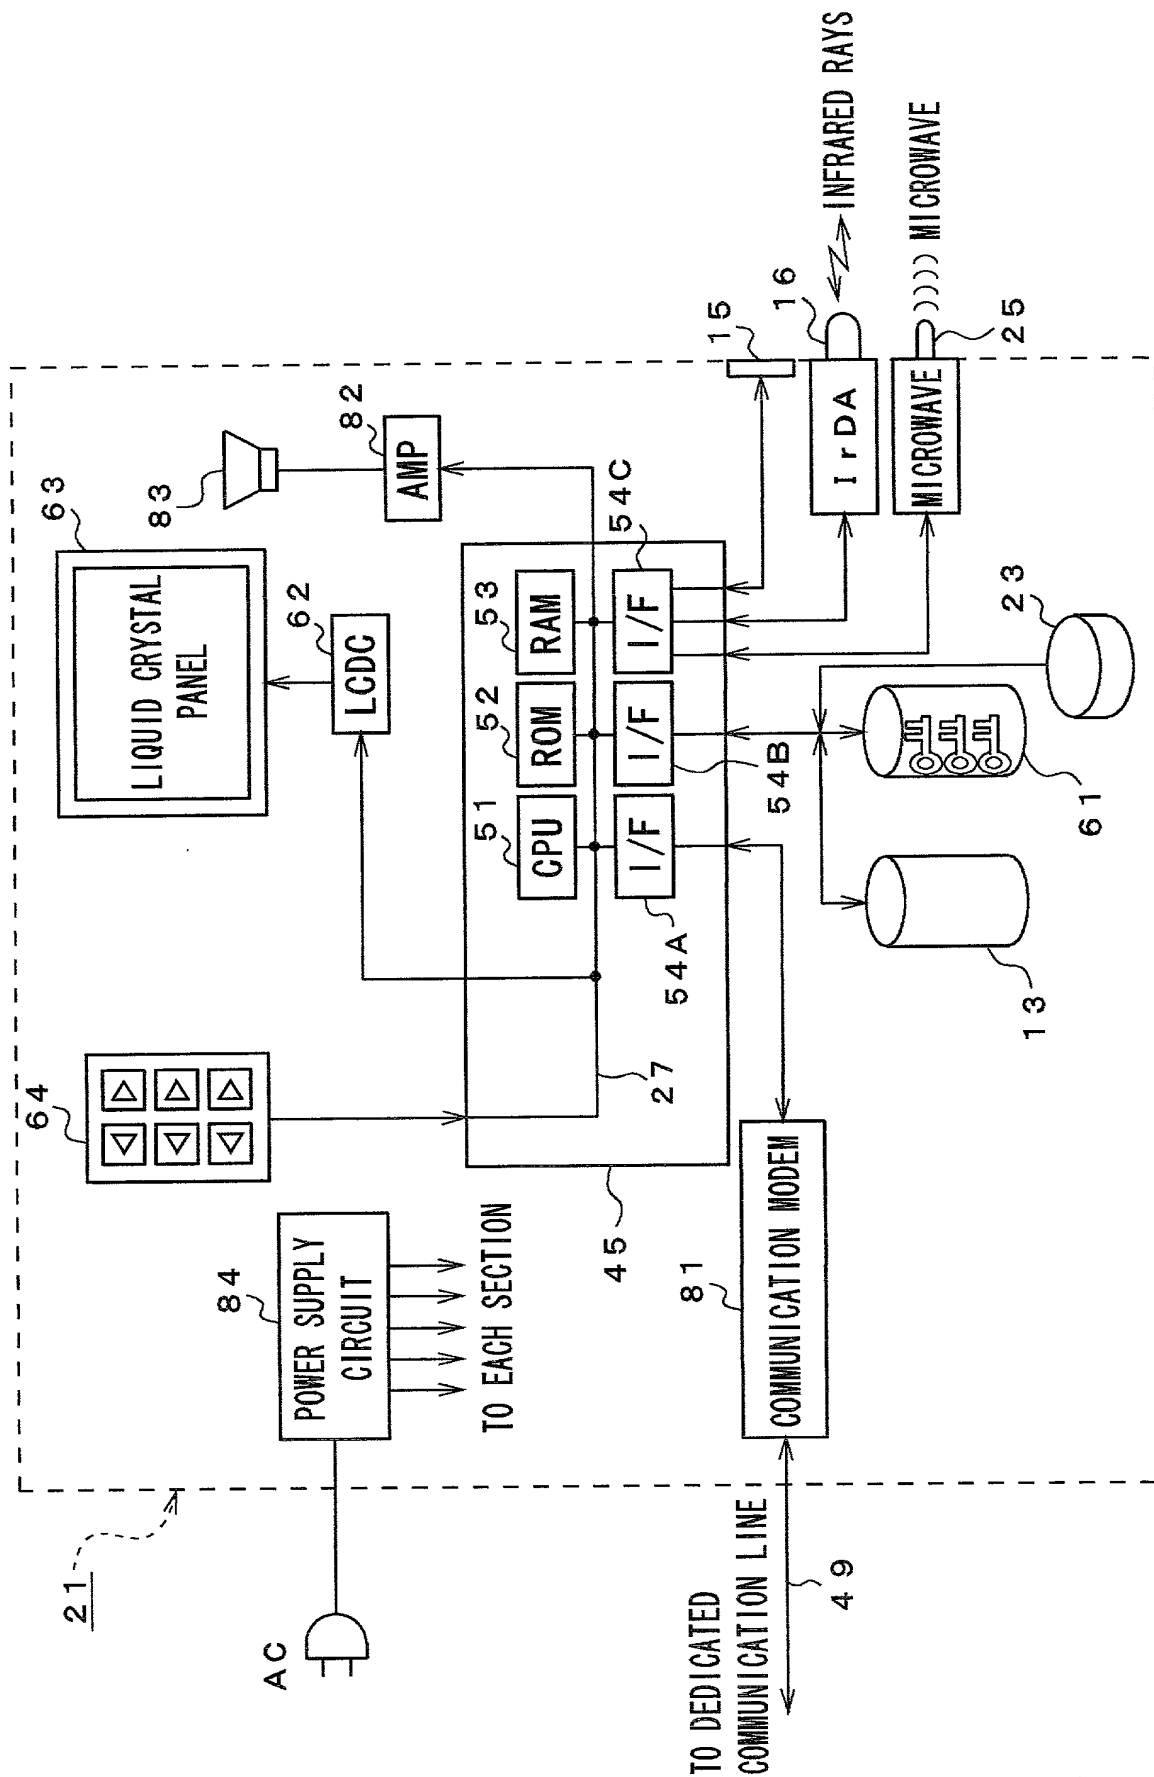 21
AC
84
POWER SUPPLY
CIRCUIT
TO EACH SECTION
64
63
LIQUID CRYSTAL
PANEL
62
LCDC
83
82
AMP
45
27
51
CPU
52
ROM
53
RAM
54A
I/F
54B
I/F
54C
I/F
15
16
IrDA
INFRARED RAYS
MICROWAVE
25
MICROWAVE
81
COMMUNICATION MODEM
TO DEDICATED
COMMUNICATION LINE
49
13
61
23